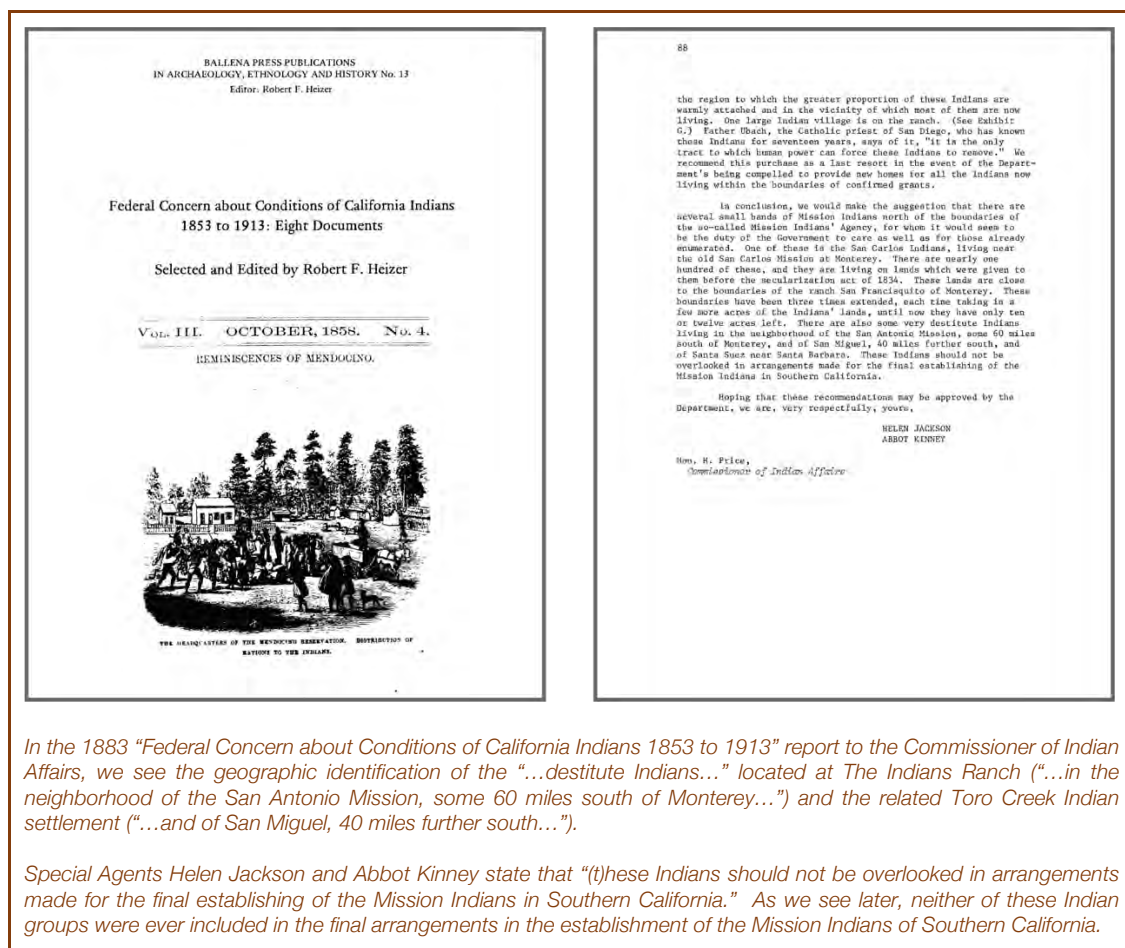 BALLENA PRESS PUBLICATIONS
IN ARCHAEOLOGY, ETHNOLOGY AND HISTORY No. 13
Editor: Robert F. Heizer
Federal Concern about Conditions of California Indians
1853 to 1913: Eight Documents
Selected and Edited by Robert F. Heizer
VOL. III. OCTOBER, 1858. No. 4.
REMINISCENCES OF MENDOCINO.
THE HEADQUARTERS OF THE MENDOCINO RESERVATION. DISTRIBUTION OF
RATIONS TO THE INDIANS.
88
the region to which the greater proportion of these Indians are
warmly attached and in the vicinity of which most of them are now
living. One large Indian village is on the ranch. (See Exhibit
G.) Father Ubach, the Catholic priest of San Diego, who has known
these Indians for seventeen years, says of it, "it is the only
tract to which human power can force these Indians to remove." We
recommend this purchase as a last resort in the event of the Depart-
ment's being compelled to provide new homes for all the Indians now
living within the boundaries of confirmed grants.
In conclusion, we would make the suggestion that there are
several small bands of Mission Indians north of the boundaries of
the so-called Mission Indians' Agency, for whom it would seem to
be the duty of the Government to care as well as for those already
enumerated. One of these is the San Carlos Indians, living near
the old San Carlos Mission at Monterey. There are nearly one
hundred of these, and they are living on lands which were given to
them before the secularization act of 1834. These lands are close
to the boundaries of the ranch San Francisquito of Monterey. These
boundaries have been three times extended, each time taking in a
few more acres of the Indians' lands, until now they have only ten
or twelve acres left. There are also some very destitute Indians
living in the neighborhood of the San Antonio Mission, some 60 miles
south of Monterey, and of San Miguel, 40 miles further south, and
of Santa Suez near Santa Barbara. These Indians should not be
overlooked in arrangements made for the final establishing of the
Mission Indians in Southern California.
Hoping that these recommendations may be approved by the
Department, we are, very respectfully, yours,
HELEN JACKSON
ABBOT KINNEY
Hon. H. Price,
Commissioner of Indian Affairs
In the 1883 “Federal Concern about Conditions of California Indians 1853 to 1913” report to the Commissioner of Indian
Affairs, we see the geographic identification of the “…destitute Indians…” located at The Indians Ranch (“…in the
neighborhood of the San Antonio Mission, some 60 miles south of Monterey…”) and the related Toro Creek Indian
settlement (“…and of San Miguel, 40 miles further south…”).
Special Agents Helen Jackson and Abbot Kinney state that “(t)hese Indians should not be overlooked in arrangements
made for the final establishing of the Mission Indians in Southern California.” As we see later, neither of these Indian
groups were ever included in the final arrangements in the establishment of the Mission Indians of Southern California.